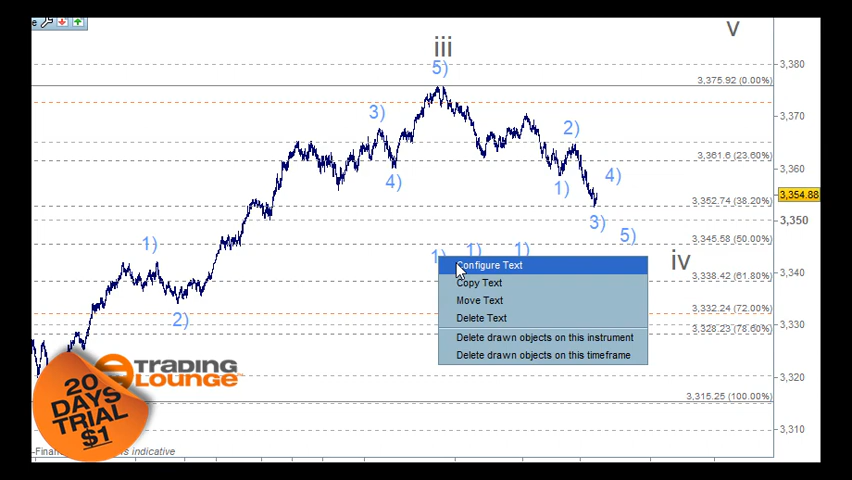 v
iii
5)
3,380
3,375.92 (0.00%)
3,370
3)
2)
3,361.8 (23.60%)
3,360
4)
1)
4)
3,354.88
3,352.74 (38.20%)
3,350
3)
5)
1)
3,345.58 (50.00%)
1)
1)
1)
iv
Configure Text
3,340
3,338.42 (61.80%)
Copy Text
Move Text
2)
Delete Text
3,332.24 (72.00%)
3,330
3,328.23 (78.60%)
Delete drawn objects on this instrument
Delete drawn objects on this timeframe
TRADING
LOUNGE
3,320
20
DAYS
TRIAL
$1
3,315.25 (100.00%)
3,310
indicative